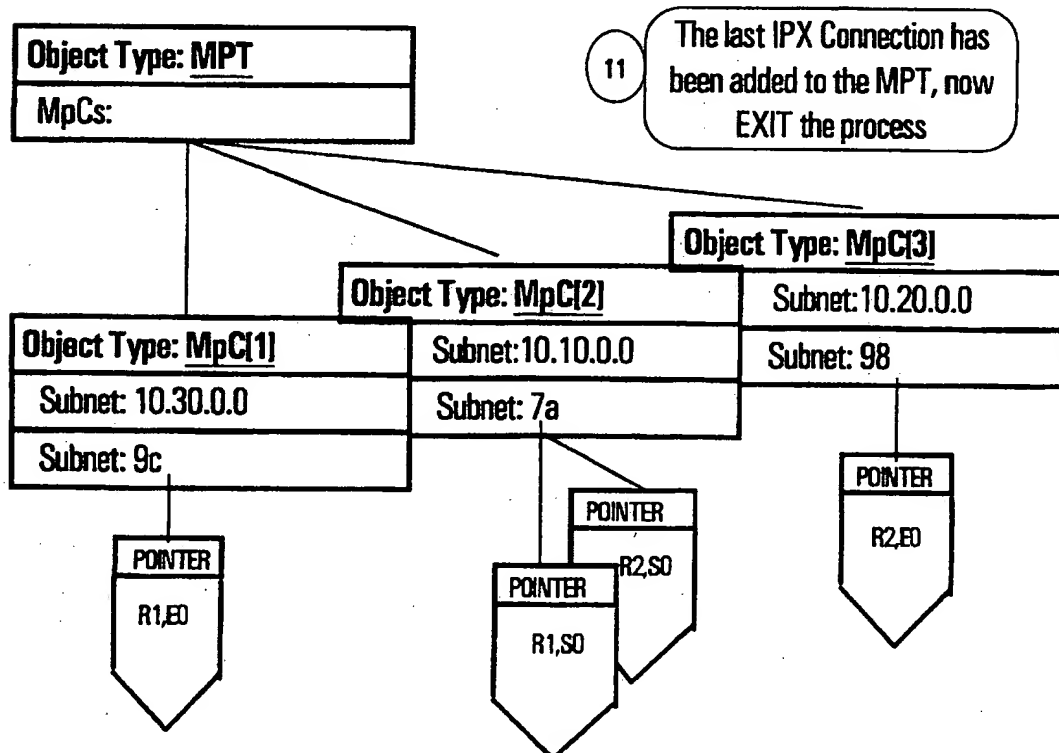 Object Type: MPT
MpCs:
11
The last IPX Connection has
been added to the MPT, now
EXIT the process
Object Type: MpC[3]
Subnet:10.20.0.0
Subnet: 98
Object Type: MpC[2]
Subnet:10.10.0.0
Subnet: 7a
Object Type: MpC[1]
Subnet: 10.30.0.0
Subnet: 9c
POINTER
R1,E0
POINTER
R1,S0
POINTER
R2,S0
POINTER
R2,E0